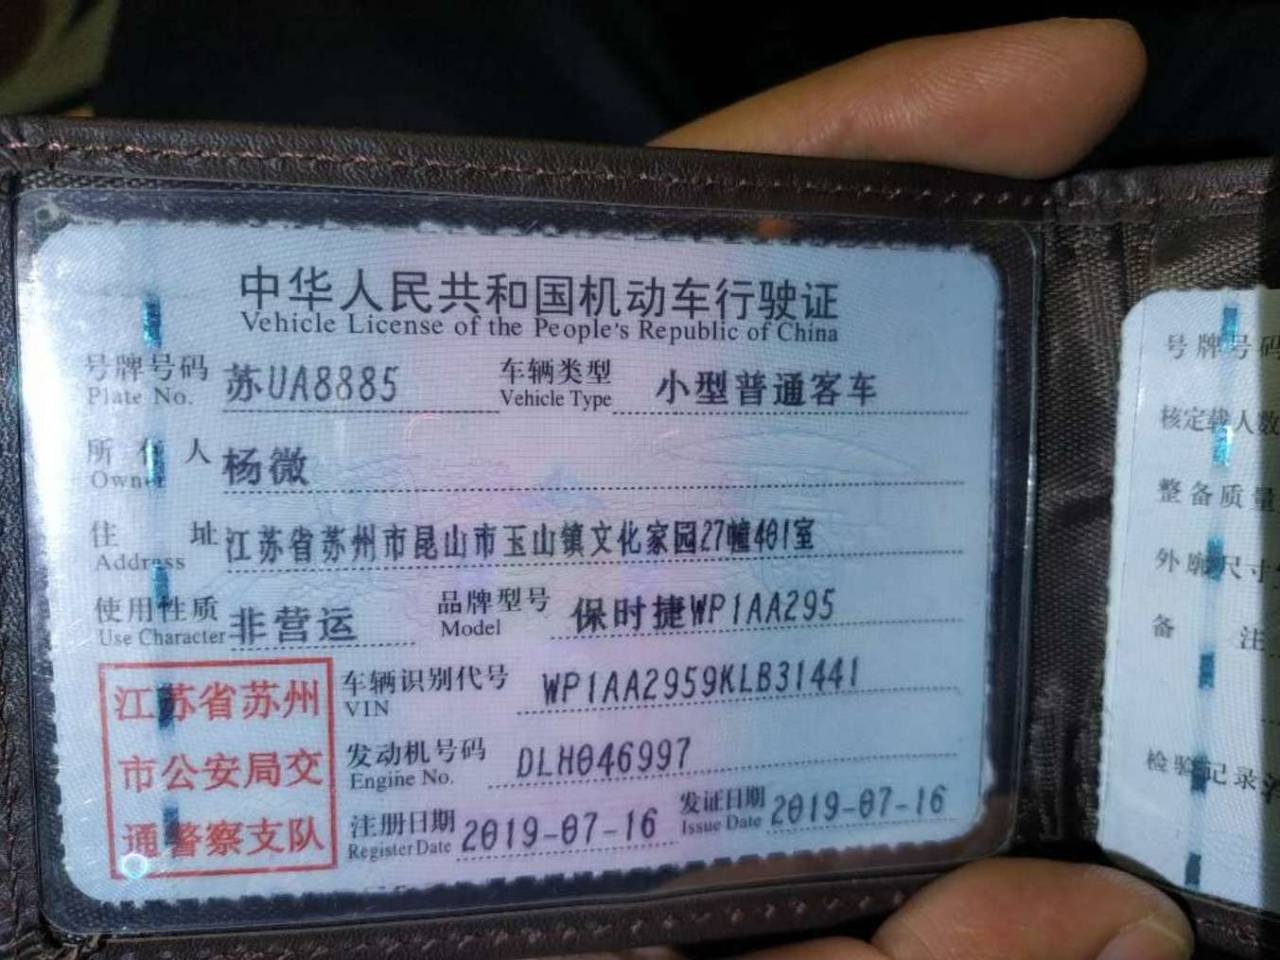 中华人民共和国机动车行驶证
Vehicle License of the People's Republic of China
号牌号码 苏UA8885 车辆类型 小型普通客车
Plate No. Vehicle Type
所有人 杨微
Owner
住址 江苏省苏州市昆山市玉山镇文化家园27幢401室
Address
使用性质 非营运 品牌型号 保时捷WP1AA295
Use Character Model
江苏省苏州
市公安局交
通警察支队
车辆识别代号 WP1AA2959KLB31441
VIN
发动机号码 DLH046997
Engine No.
注册日期 2019-07-16 发证日期 2019-07-16
Register Date Issue Date
号牌号码
核定载人数
整备质量
外廓尺寸
备注
检验记录